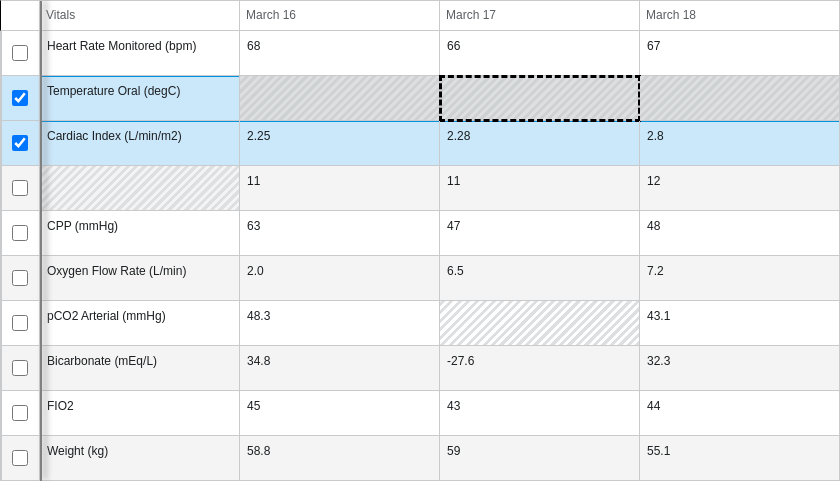 Vitals March 16 March 17 March 18
Heart Rate Monitored (bpm) 68 66 67
Temperature Oral (degC)
Cardiac Index (L/min/m2) 2.25 2.28 2.8
11 11 12
CPP (mmHg) 63 47 48
Oxygen Flow Rate (L/min) 2.0 6.5 7.2
pCO2 Arterial (mmHg) 48.3 43.1
Bicarbonate (mEq/L) 34.8 -27.6 32.3
FIO2 45 43 44
Weight (kg) 58.8 59 55.1